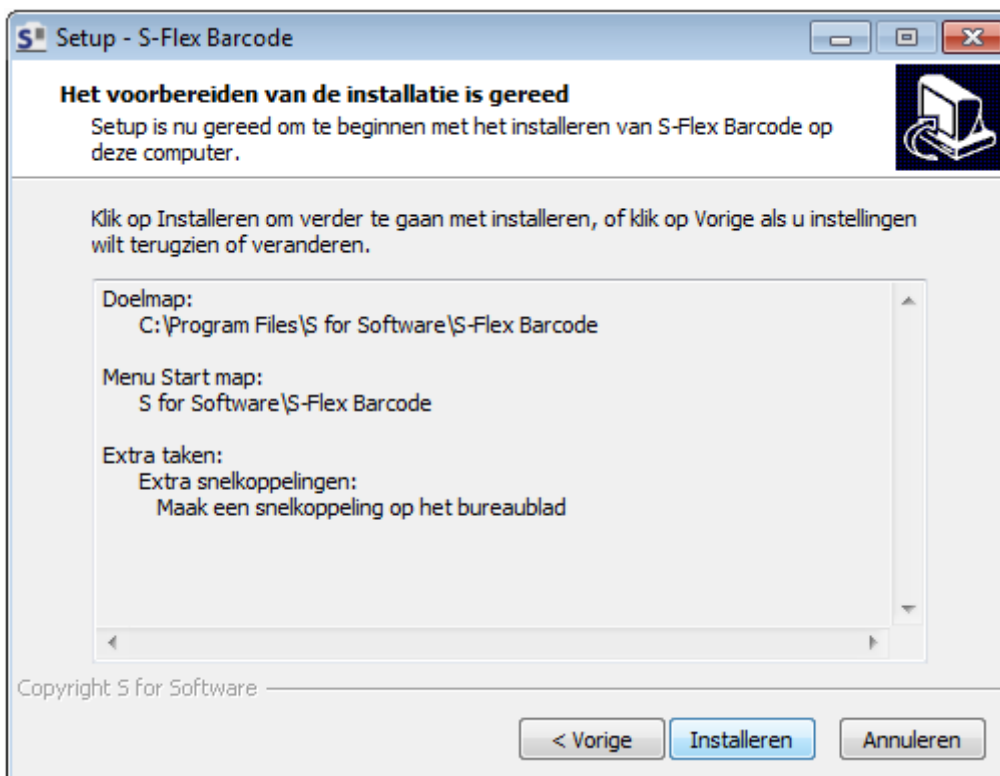 Setup - S-Flex Barcode
Het voorbereiden van de installatie is gereed
Setup is nu gereed om te beginnen met het installeren van S-Flex Barcode op
deze computer.
Klik op Installeren om verder te gaan met installeren, of klik op Vorige als u instellingen
wilt terugzien of veranderen.
Doelmap:
C:\Program Files\S for Software\S-Flex Barcode
Menu Start map:
S for Software\S-Flex Barcode
Extra taken:
Extra snelkoppelingen:
Maak een snelkoppeling op het bureaublad
Copyright S for Software
< Vorige
Installeren
Annuleren